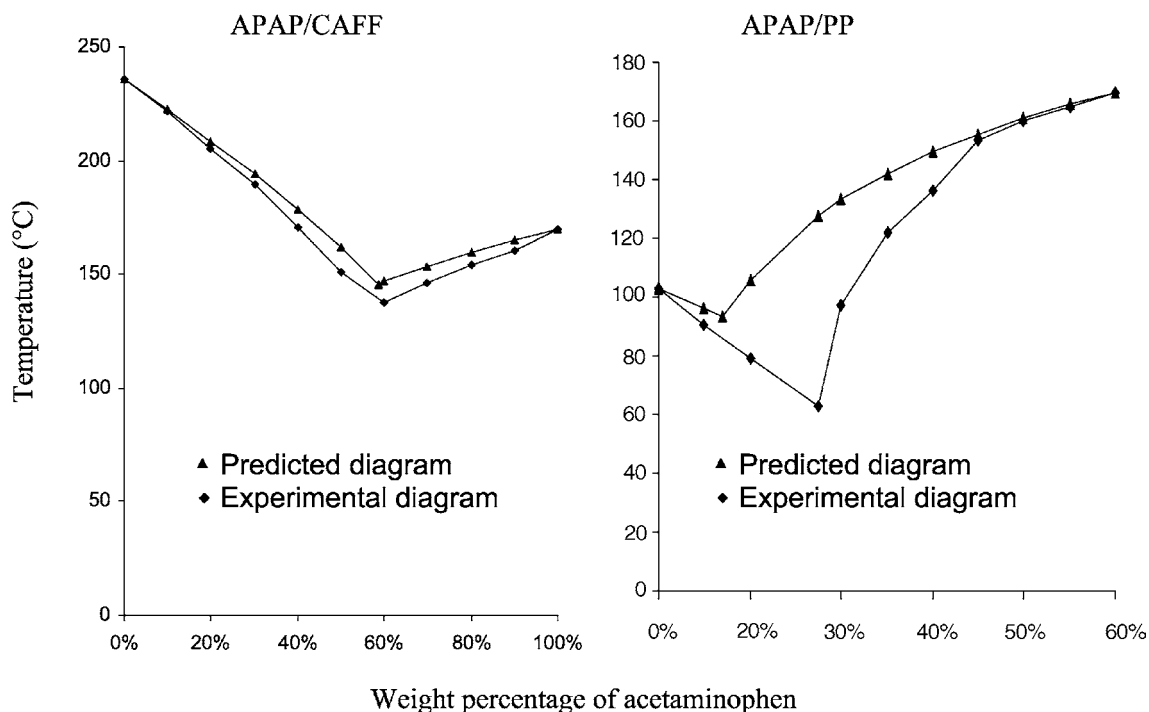 APAP/CAFF
Temperature (°C)
250
200
150
100
50
0
0% 20% 40% 60% 80% 100%
▲ Predicted diagram
◆ Experimental diagram
APAP/PP
180
160
140
120
100
80
60
40
20
0
0% 20% 30% 40% 50% 60%
▲ Predicted diagram
◆ Experimental diagram
Weight percentage of acetaminophen